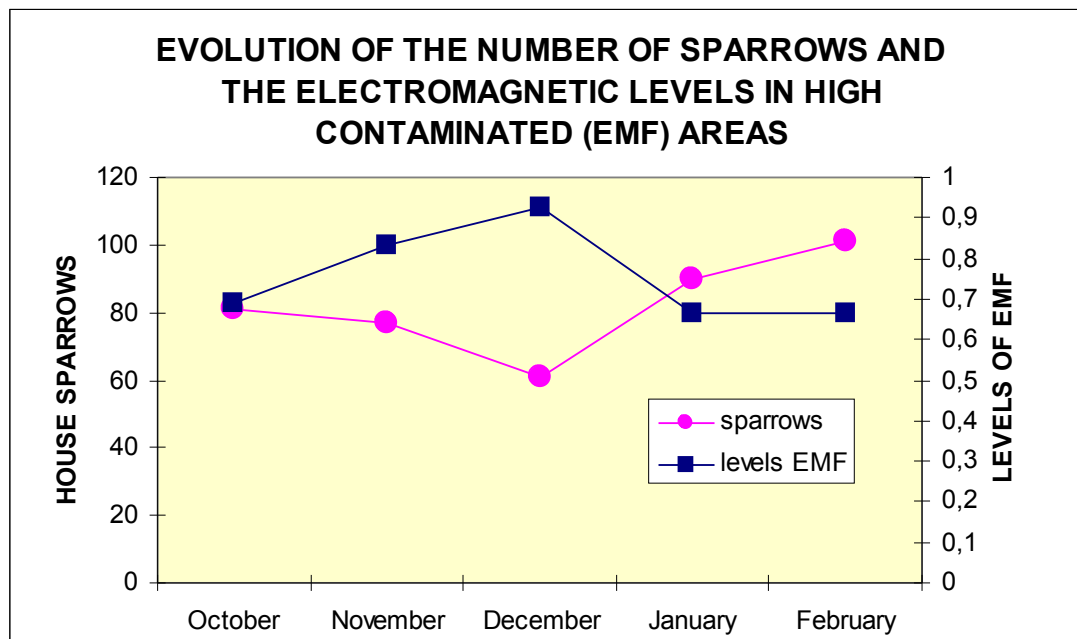 EVOLUTION OF THE NUMBER OF SPARROWS AND
THE ELECTROMAGNETIC LEVELS IN HIGH
CONTAMINATED (EMF) AREAS
HOUSE SPARROWS
120
100
80
60
40
20
0
LEVELS OF EMF
1
0,9
0,8
0,7
0,6
0,5
0,4
0,3
0,2
0,1
0
sparrows
levels EMF
October November December January February